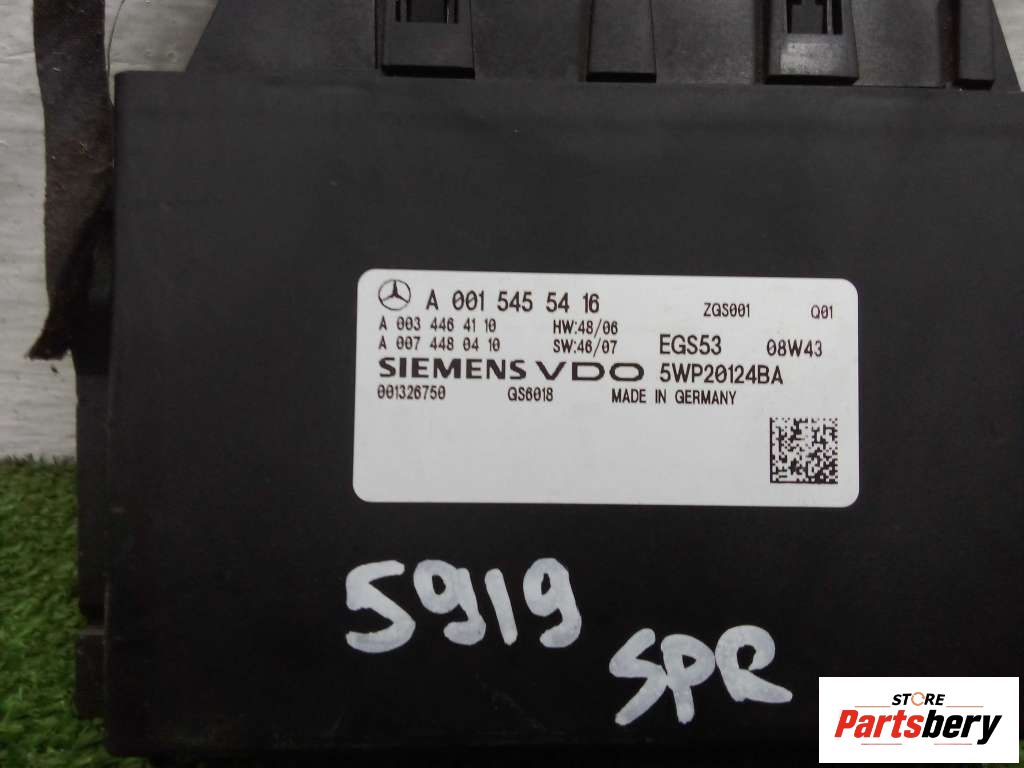 A 001 545 54 16 ZGS001 Q01
A 003 446 41 10 HW:48/06
A 007 448 04 10 SW:46/07 EGS53 08W43
SIEMENS VDO 5WP20124BA
001326750 GS6018 MADE IN GERMANY
5919
SPR
STORE
Partsbery